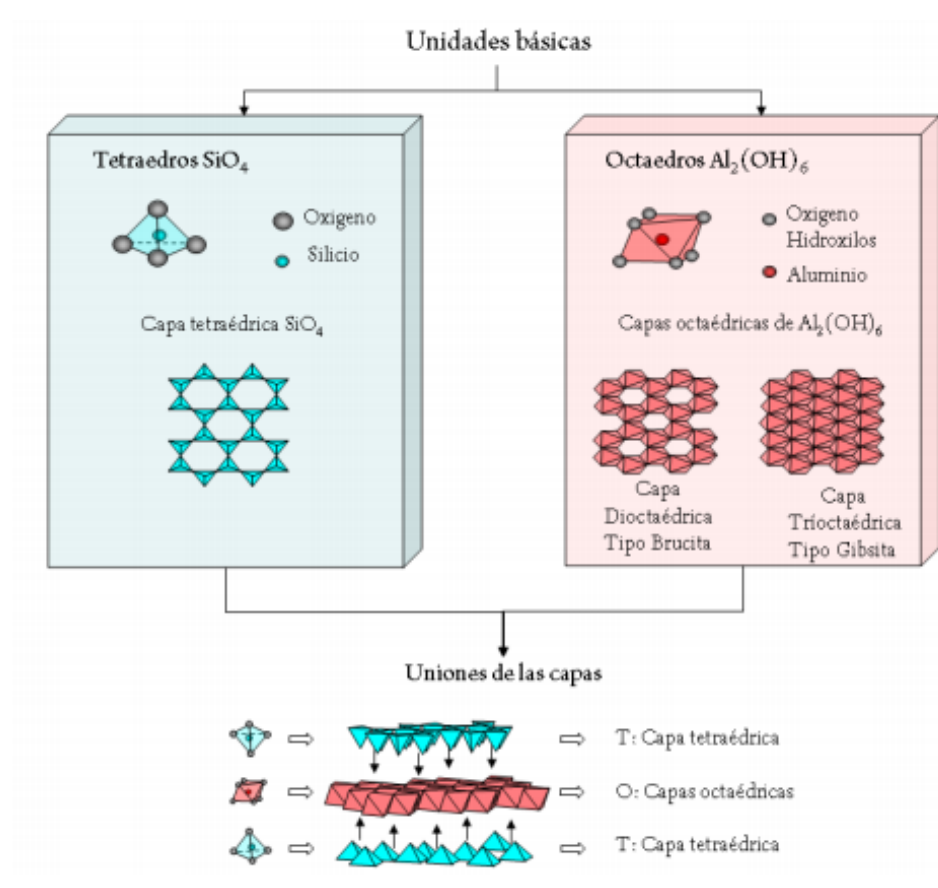 Unidades básicas
Tetraedros SiO₄
Oxigeno
Silicio
Capa tetraédrica SiO₄
Octaedros Al₂(OH)₆
Oxigeno
Hidroxilos
Aluminio
Capas octaédricas de Al₂(OH)₆
Capa
Dioctaédrica
Tipo Brucita
Capa
Tríoctaédrica
Tipo Gibsita
Uniones de las capas
T: Capa tetraédrica
O: Capas octaédricas
T: Capa tetraédrica